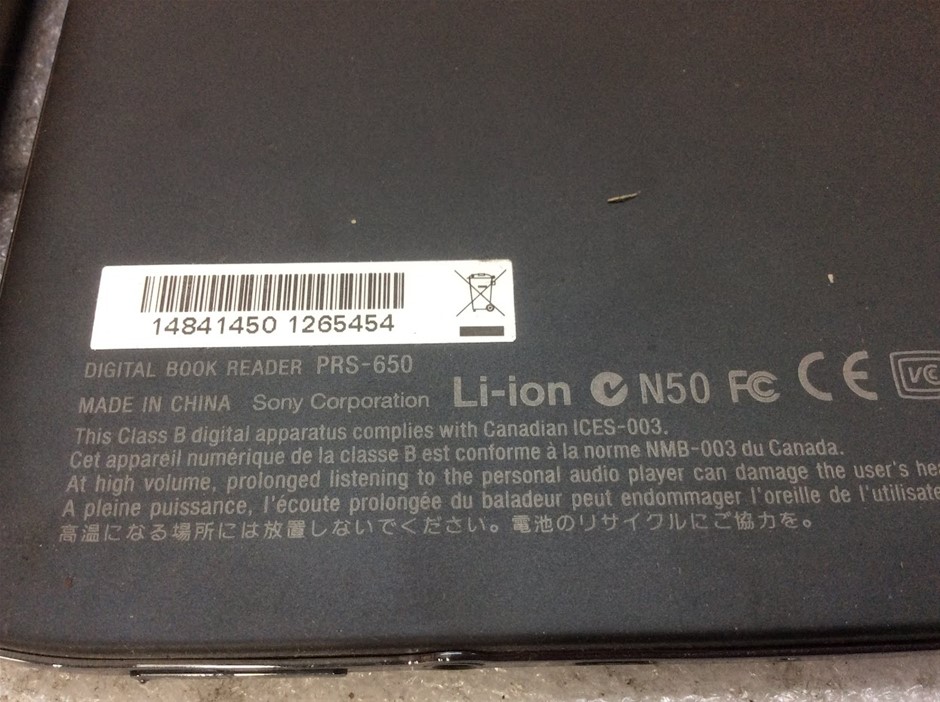 14841450 1265454
DIGITAL BOOK READER PRS-650
MADE IN CHINA Sony Corporation Li-ion N50 FC CE
This Class B digital apparatus complies with Canadian ICES-003.
Cet appareil numérique de la classe B est conforme à la norme NMB-003 du Canada.
At high volume, prolonged listening to the personal audio player can damage the user's
A pleine puissance, l'écoute prolongée du baladeur peut endommager l'oreille de
高温になる場所には放置しないでください。電池のリサイクルにご協力を。